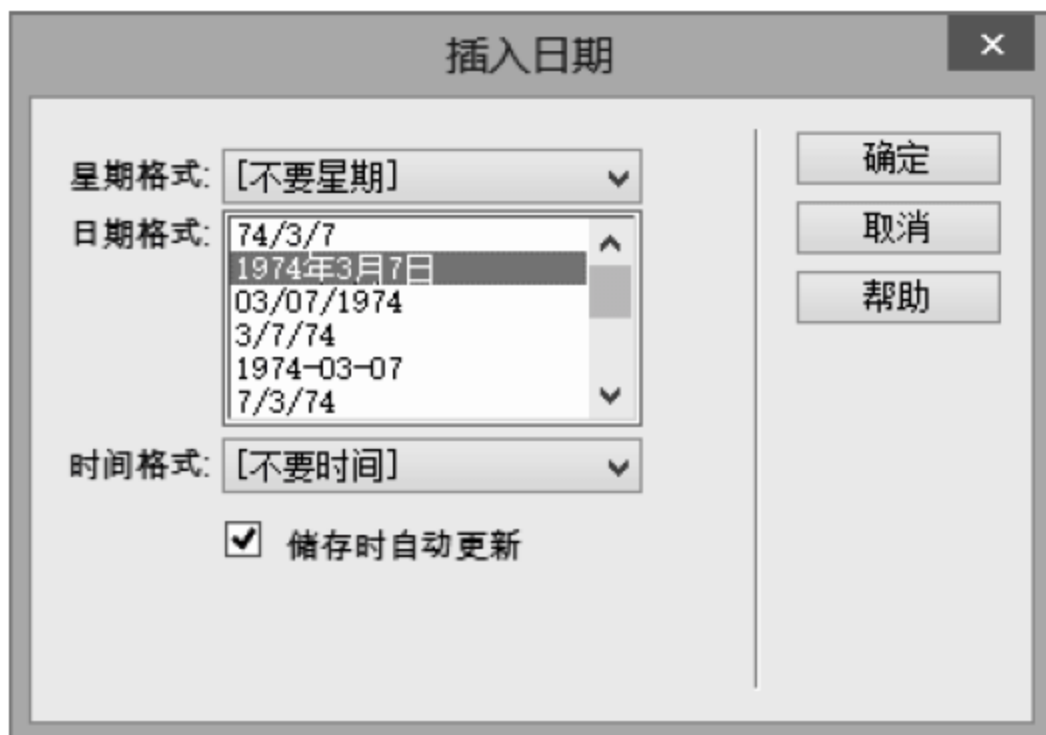 插入日期
星期格式: [不要星期]
日期格式: 74/3/7
1974年3月7日
03/07/1974
3/7/74
1974-03-07
7/3/74
时间格式: [不要时间]
储存时自动更新
确定
取消
帮助